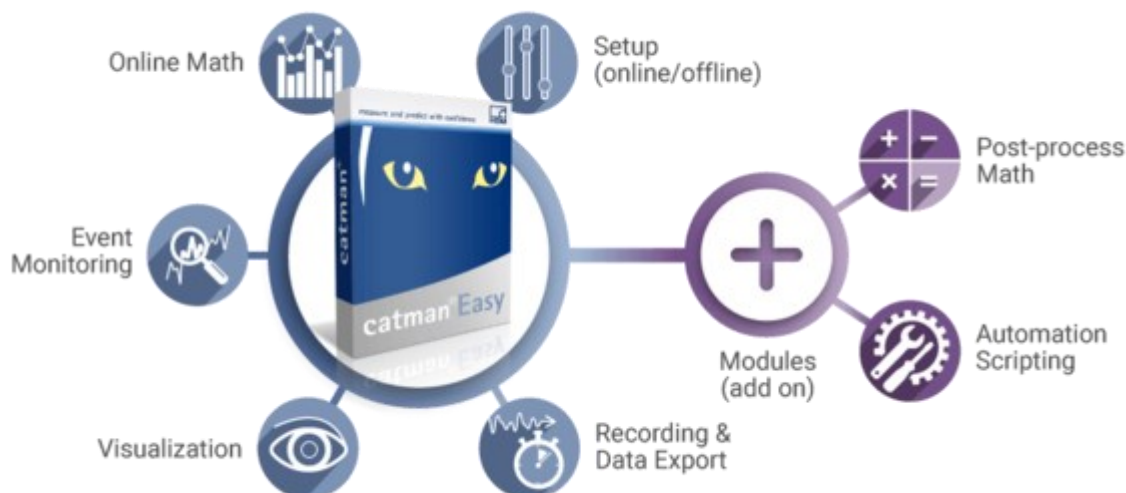 Online Math
Setup
(online/offline)
measure and predict with confidence
HBM
catman®
Event
Monitoring
catman® Easy
Post-process
Math
Modules
(add on)
Automation
Scripting
Visualization
Recording &
Data Export